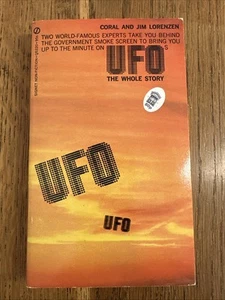 CORAL AND JIM LORENZEN
TWO WORLD-FAMOUS EXPERTS TAKE YOU BEHIND
THE GOVERNMENT SMOKE SCREEN TO BRING YOU
UP TO THE MINUTE ON UFO'S
THE WHOLE STORY
UFO
UFO